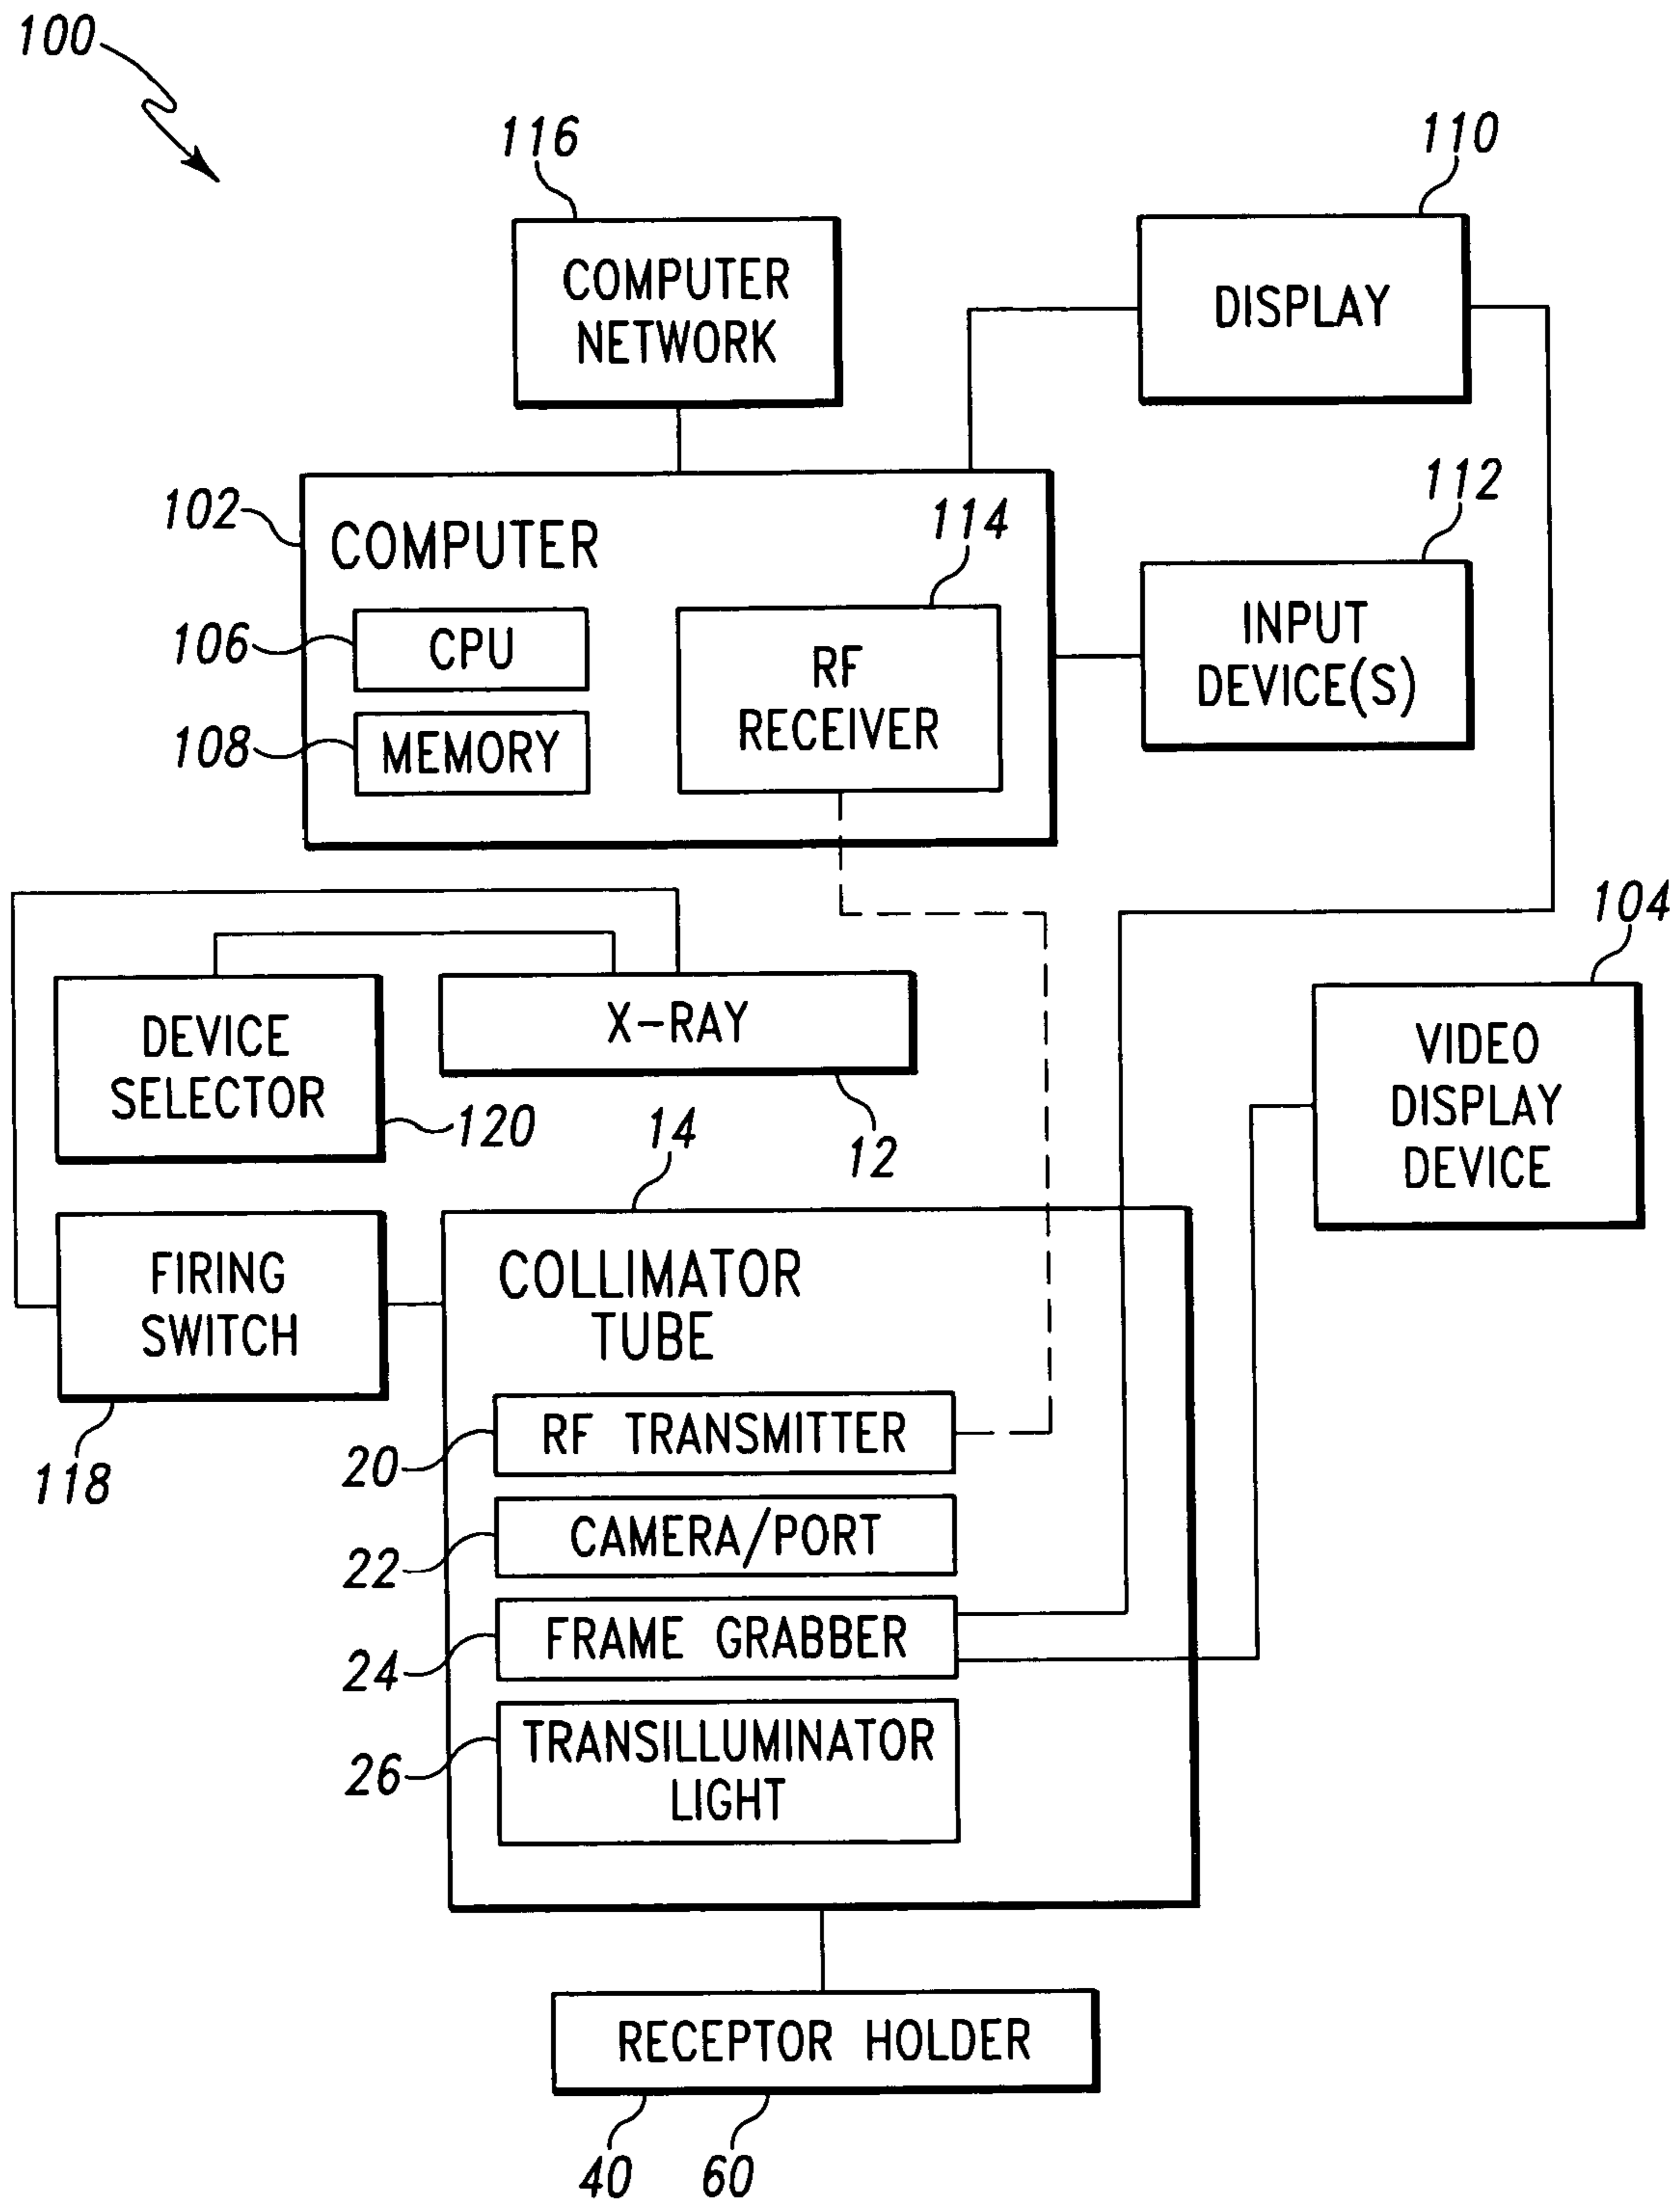 100
116
COMPUTER
NETWORK
110
DISPLAY
102
COMPUTER
114
106
CPU
108
MEMORY
RF
RECEIVER
112
INPUT
DEVICE(S)
104
VIDEO
DISPLAY
DEVICE
DEVICE
SELECTOR
120
X-RAY
12
14
FIRING
SWITCH
118
COLLIMATOR
TUBE
20
RF TRANSMITTER
22
CAMERA/PORT
24
FRAME GRABBER
26
TRANSILLUMINATOR
LIGHT
RECEPTOR HOLDER
40
60